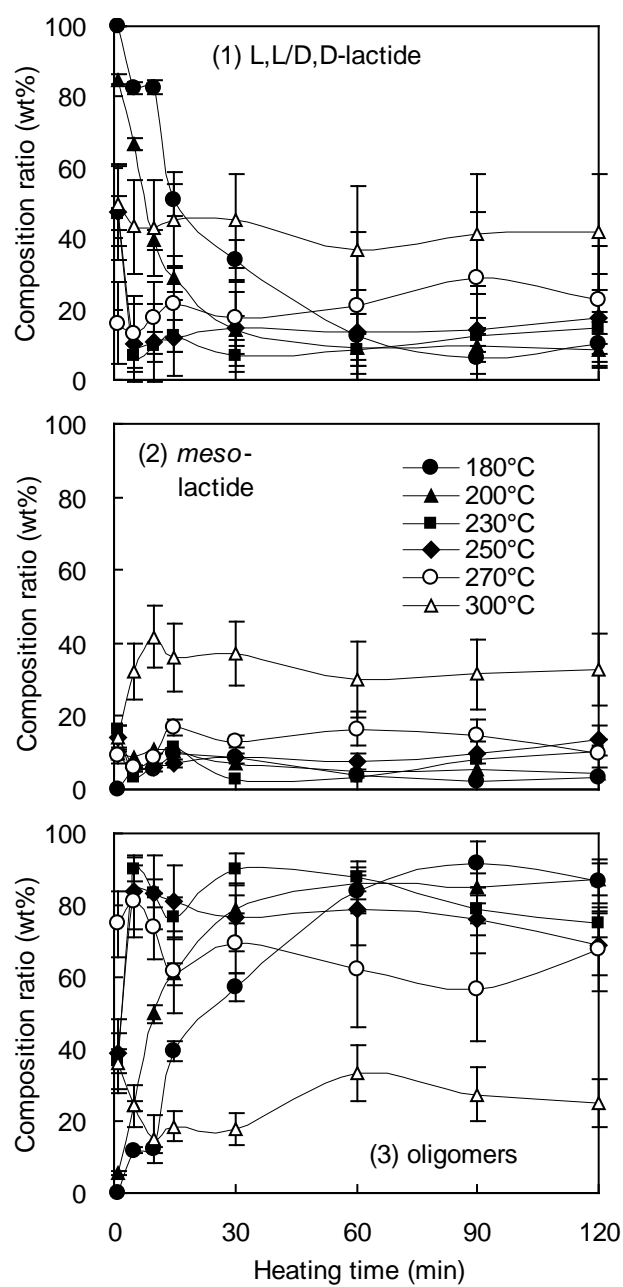 100
80
60
40
20
0
Composition ratio (wt%)
(1) L,L/D,D-lactide
100
80
60
40
20
0
Composition ratio (wt%)
(2) meso-
lactide
180°C
200°C
230°C
250°C
270°C
300°C
100
80
60
40
20
0
Composition ratio (wt%)
(3) oligomers
0 30 60 90 120
Heating time (min)